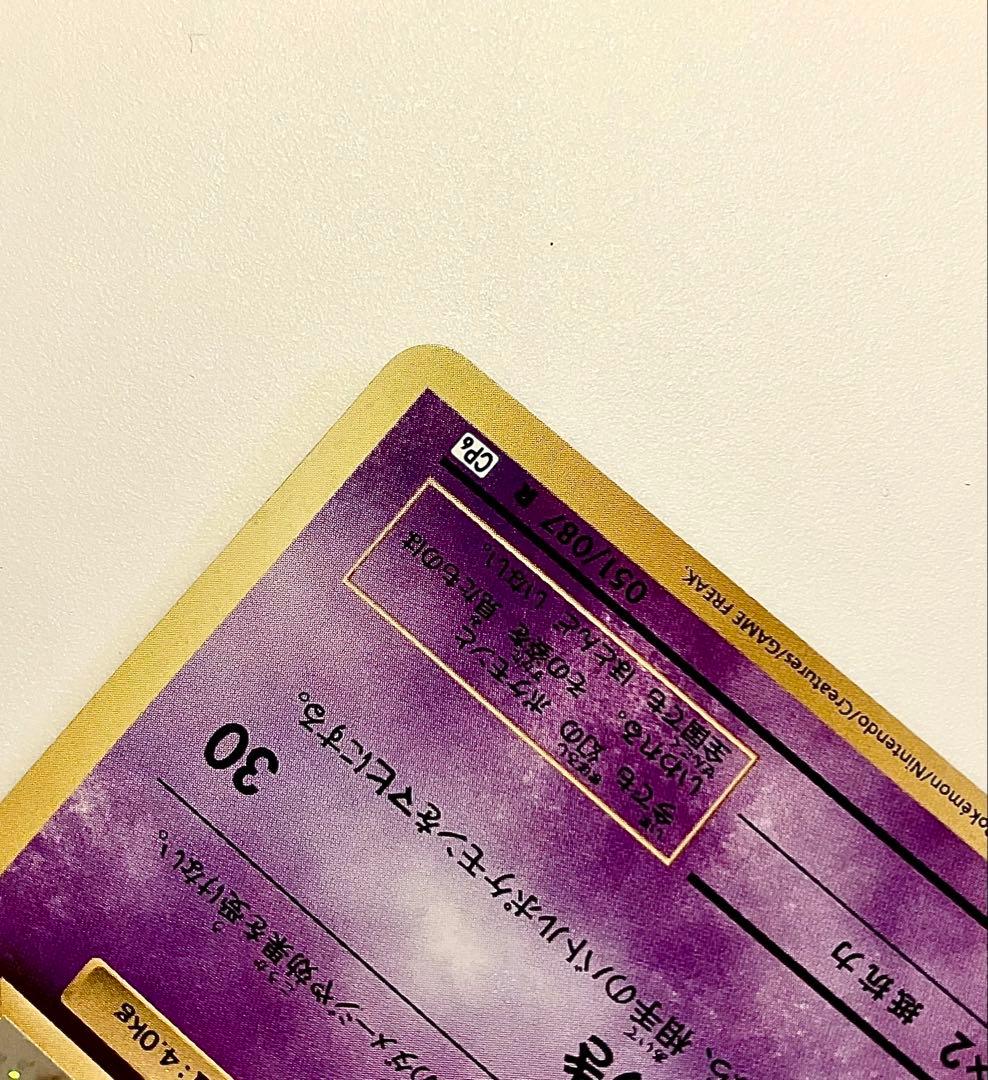 : 4.0kg
のダメージや効果を受けない。
き 30
ら、相手のバトルポケモンをマヒにする。
×2 抵抗力
今でも 幻の ポケモンと
いわれる。 その姿を 見たものは
全国でも ほとんど いない。
051/087 R
CP6
Pokémon/Nintendo/Creatures/GAME FREAK.